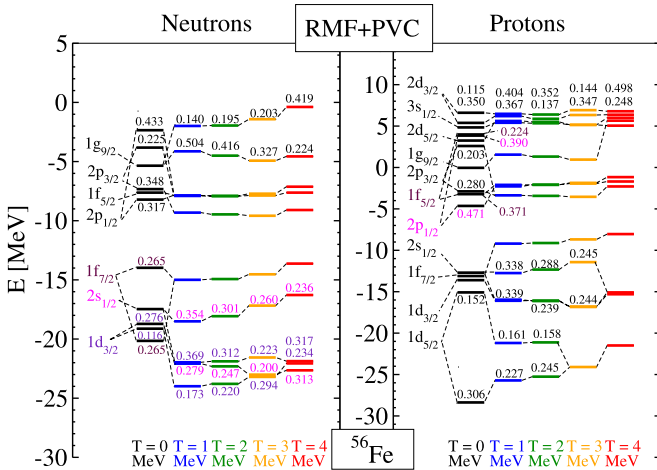 Neutrons
RMF+PVC
Protons
E [MeV]
5
0
-5
-10
-15
-20
-25
-30
1g9/2
2p3/2
1f5/2
2p1/2
1f7/2
2s1/2
1d3/2
0.433
0.225
0.348
0.317
0.265
0.276
0.116
0.265
0.140
0.504
0.354
0.369
0.279
0.173
0.195
0.416
0.301
0.312
0.247
0.220
0.203
0.327
0.260
0.223
0.200
0.294
0.419
0.224
0.236
0.317
0.234
0.313
T = 0 T = 1 T = 2 T = 3 T = 4
MeV MeV MeV MeV MeV
10
5
0
-5
-10
-15
-20
-25
-30
2d3/2
3s1/2
2d5/2
1g9/2
2p3/2
1f5/2
2p1/2
2s1/2
1f7/2
1d3/2
1d5/2
0.115 0.404 0.352 0.144 0.498
0.350 0.367 0.137 0.347 0.248
0.224
0.390
0.203
0.280
0.471
0.371
0.152
0.306
0.338
0.339
0.161
0.227
0.288
0.239
0.158
0.245
0.245
0.244
56Fe
T = 0 T = 1 T = 2 T = 3 T = 4
MeV MeV MeV MeV MeV